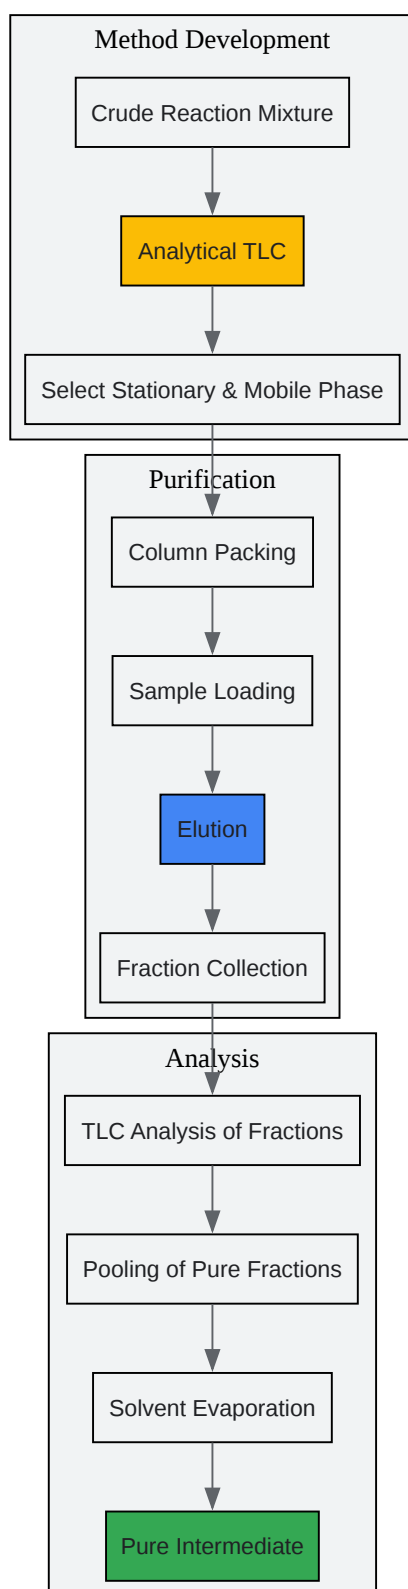 Method Development
Crude Reaction Mixture
Analytical TLC
Select Stationary & Mobile Phase
Purification
Column Packing
Sample Loading
Elution
Fraction Collection
Analysis
TLC Analysis of Fractions
Pooling of Pure Fractions
Solvent Evaporation
Pure Intermediate